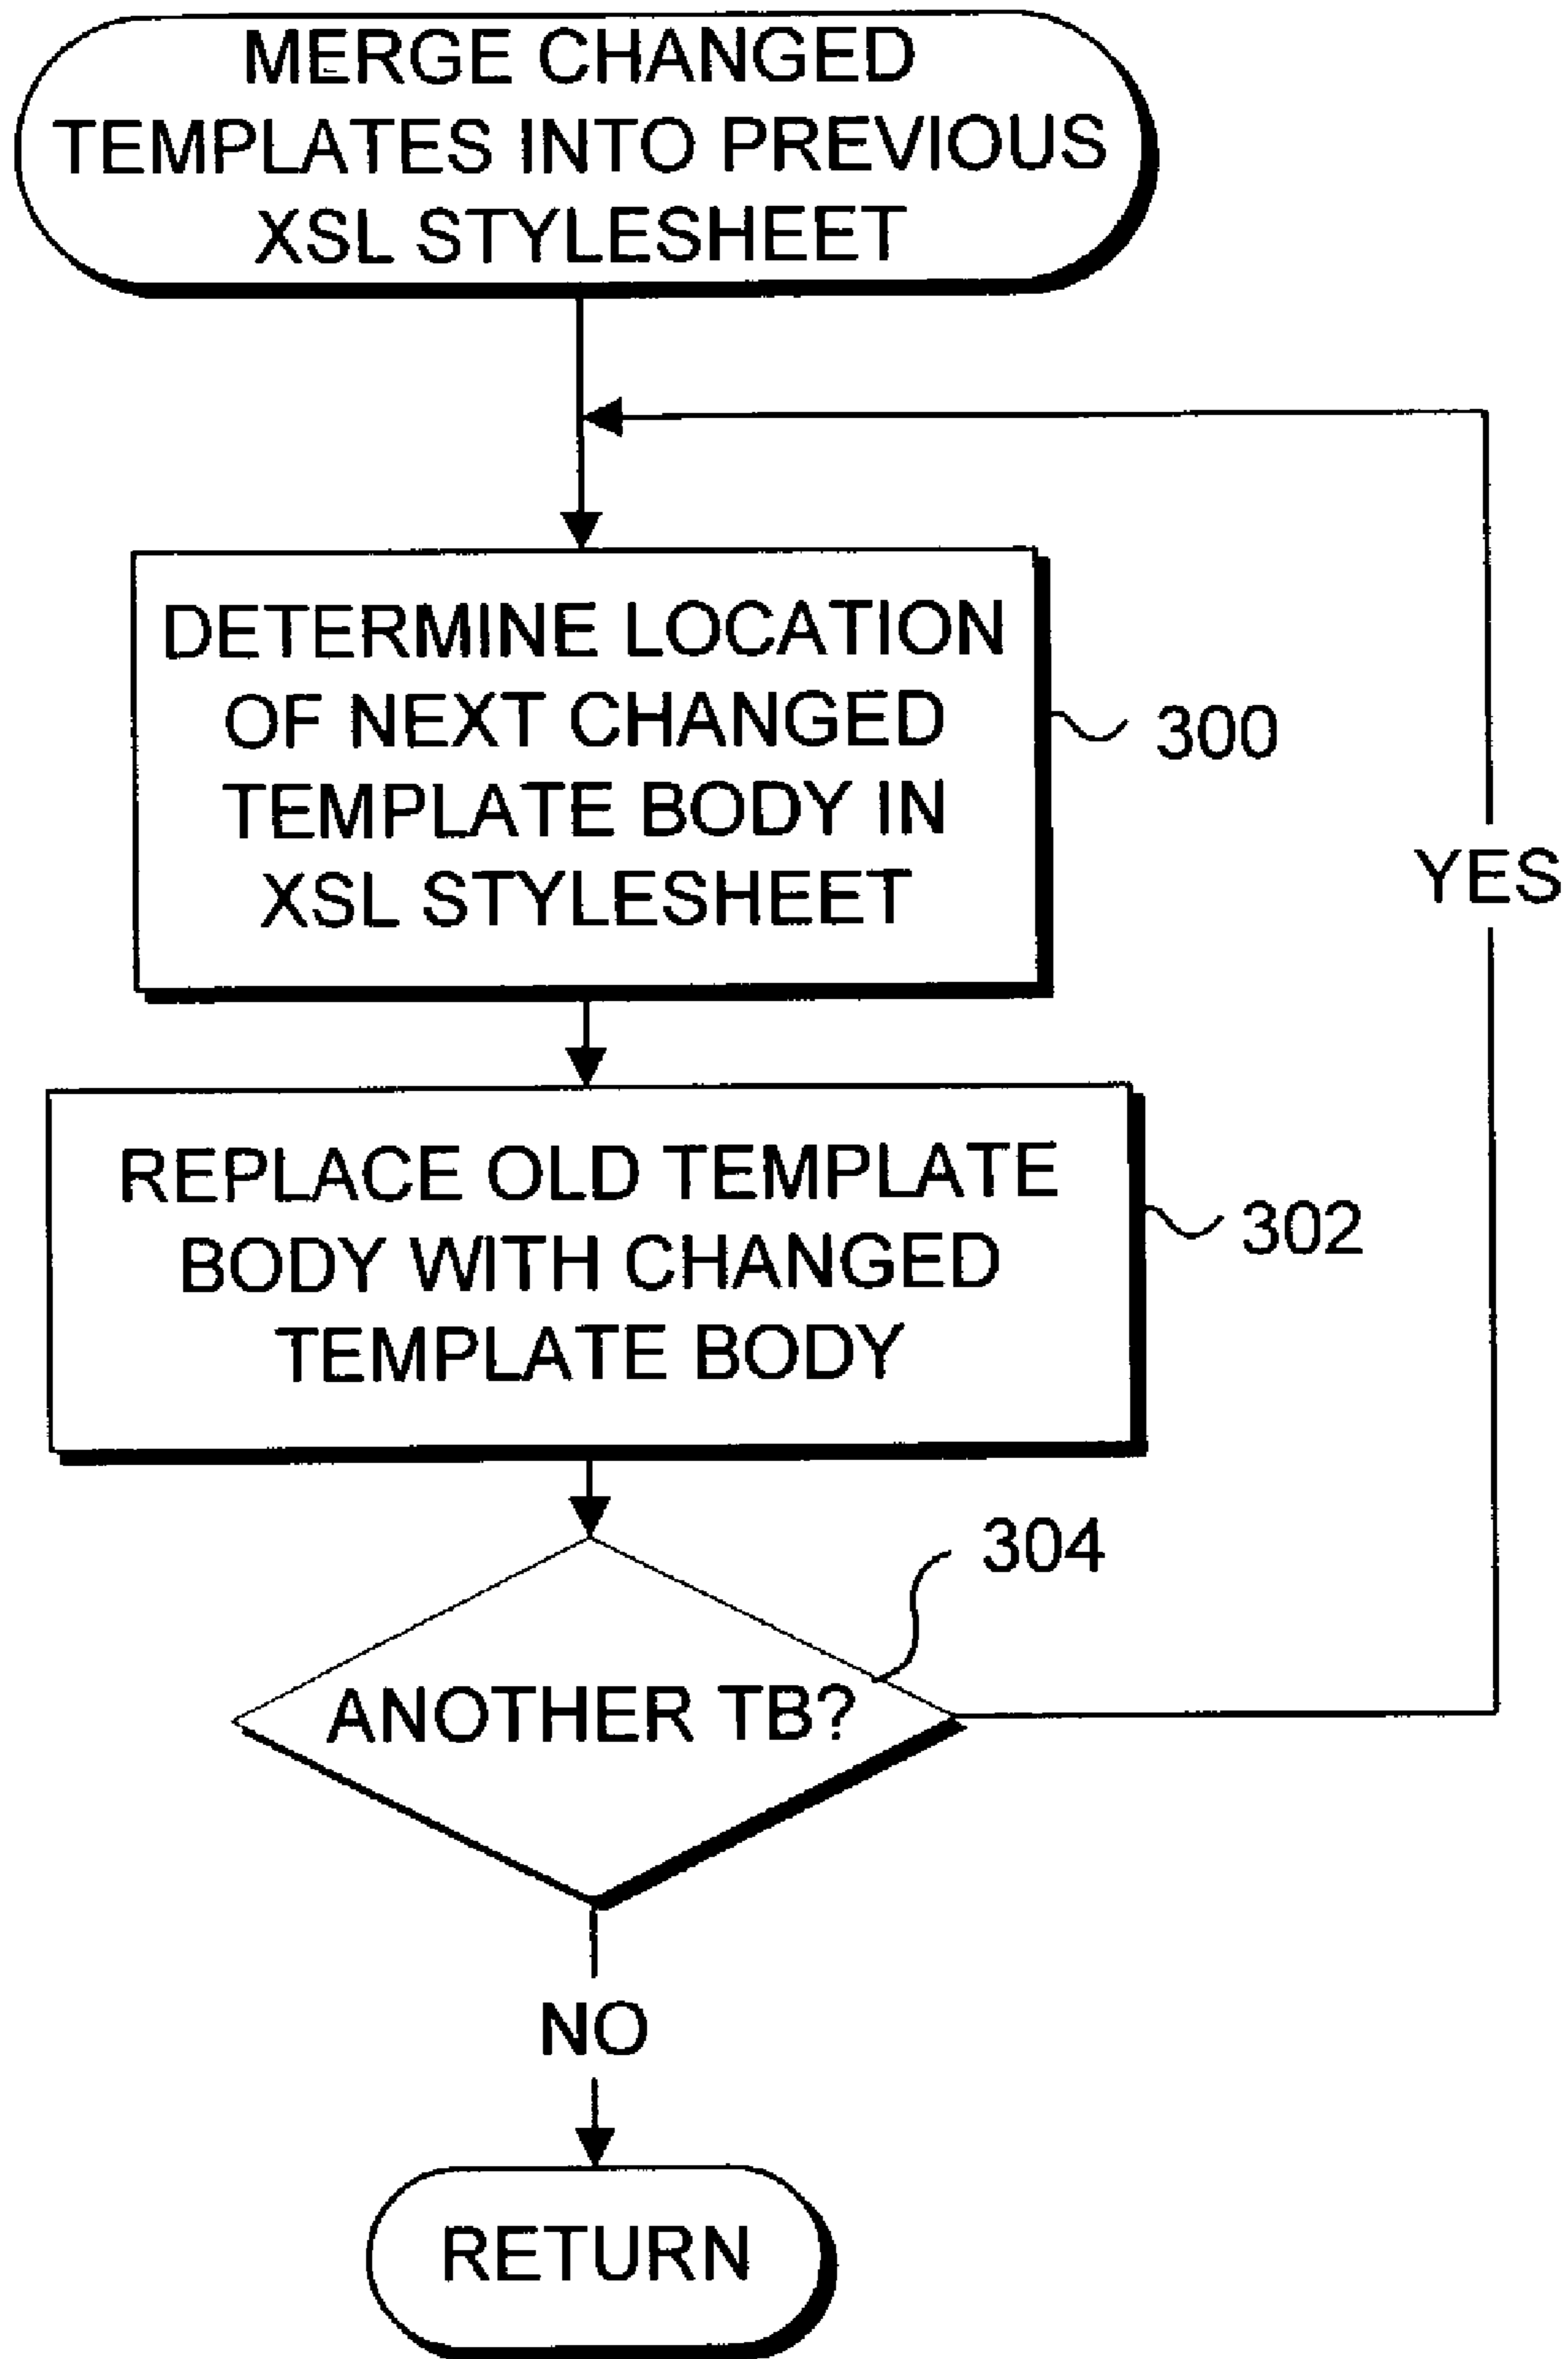 MERGE CHANGED
TEMPLATES INTO PREVIOUS
XSL STYLESHEET
DETERMINE LOCATION
OF NEXT CHANGED
TEMPLATE BODY IN
XSL STYLESHEET
300
YES
REPLACE OLD TEMPLATE
BODY WITH CHANGED
TEMPLATE BODY
302
304
ANOTHER TB?
NO
RETURN